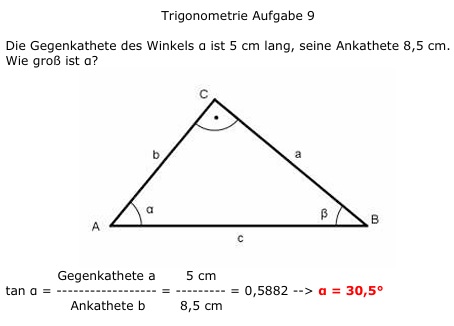 Trigonometrie Aufgabe 9
Die Gegenkathete des Winkels α ist 5 cm lang, seine Ankathete 8,5 cm.
Wie groß ist α?
C
b
a
α
β
A
B
c
Gegenkathete a 5 cm
tan α = ------------------ = --------- = 0,5882 --> α = 30,5°
Ankathete b 8,5 cm